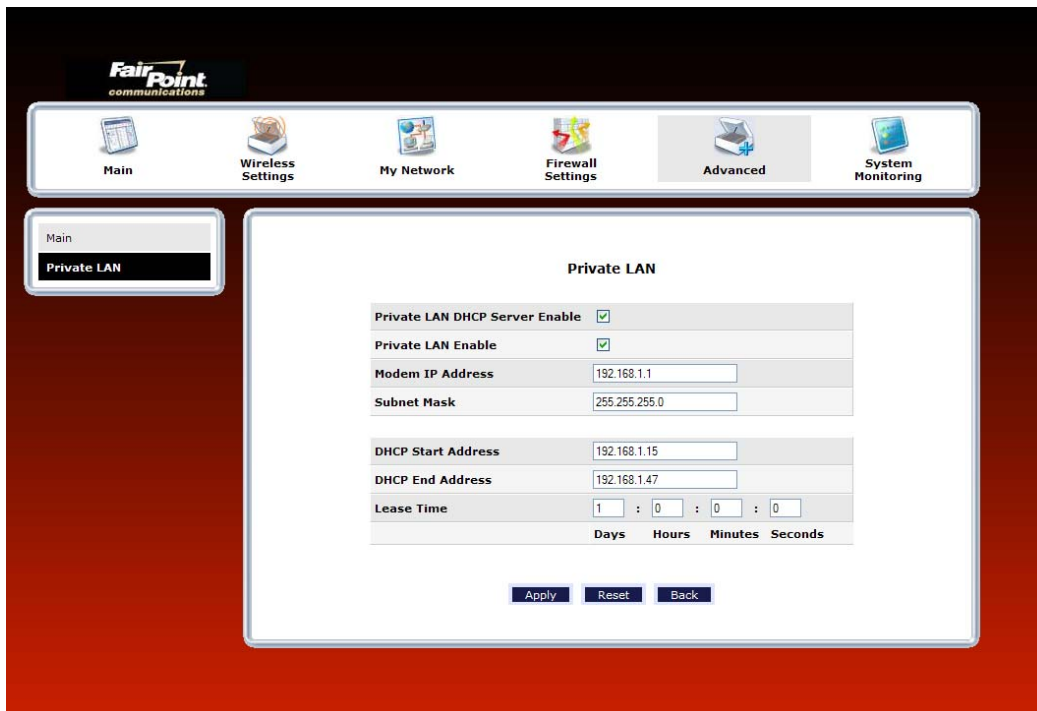 Fair Point.
communications
Main
Wireless Settings
My Network
Firewall Settings
Advanced
System Monitoring
Main
Private LAN
Private LAN
Private LAN DHCP Server Enable
Private LAN Enable
Modem IP Address 192.168.1.1
Subnet Mask 255.255.255.0
DHCP Start Address 192.168.1.15
DHCP End Address 192.168.1.47
Lease Time 1 : 0 : 0 : 0
Days Hours Minutes Seconds
Apply Reset Back